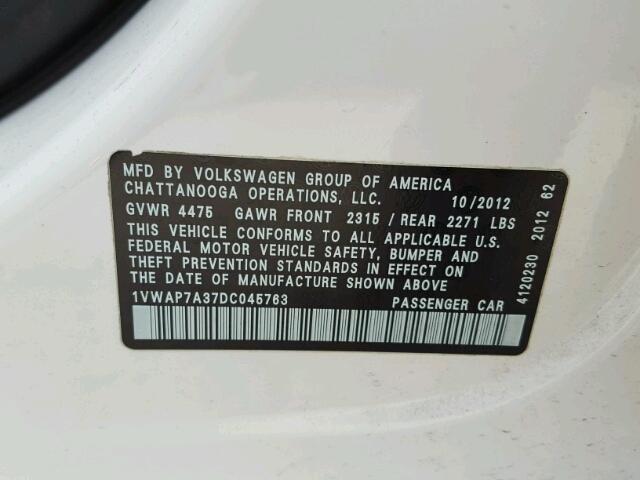 MFD BY VOLKSWAGEN GROUP OF AMERICA
CHATTANOOGA OPERATIONS, LLC. 10/2012
GVWR 4475 GAWR FRONT 2315 / REAR 2271 LBS
THIS VEHICLE CONFORMS TO ALL APPLICABLE U.S.
FEDERAL MOTOR VEHICLE SAFETY, BUMPER AND
THEFT PREVENTION STANDARDS IN EFFECT ON
THE DATE OF MANUFACTURE SHOWN ABOVE
1VWAP7A37DC045763 PASSENGER CAR
4120230 2012 62